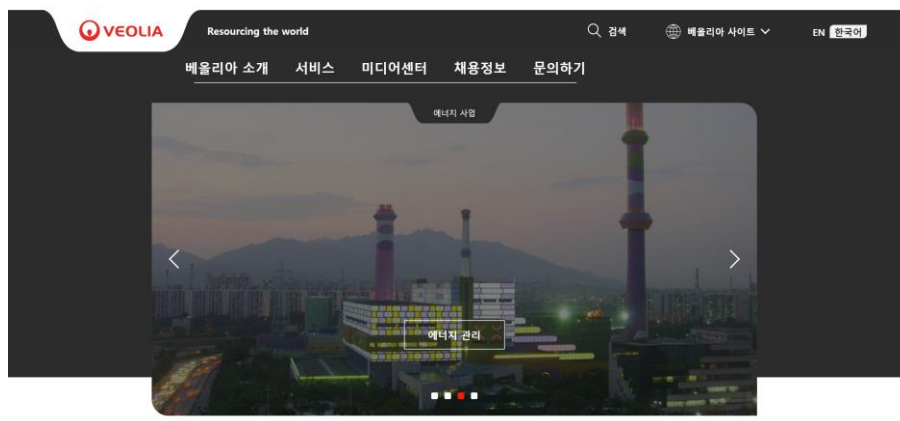 VEOLIA
Resourcing the world
검색
베올리아 사이트
EN 한국어
베올리아 소개 서비스 미디어센터 채용정보 문의하기
에너지 사업
에너지 관리